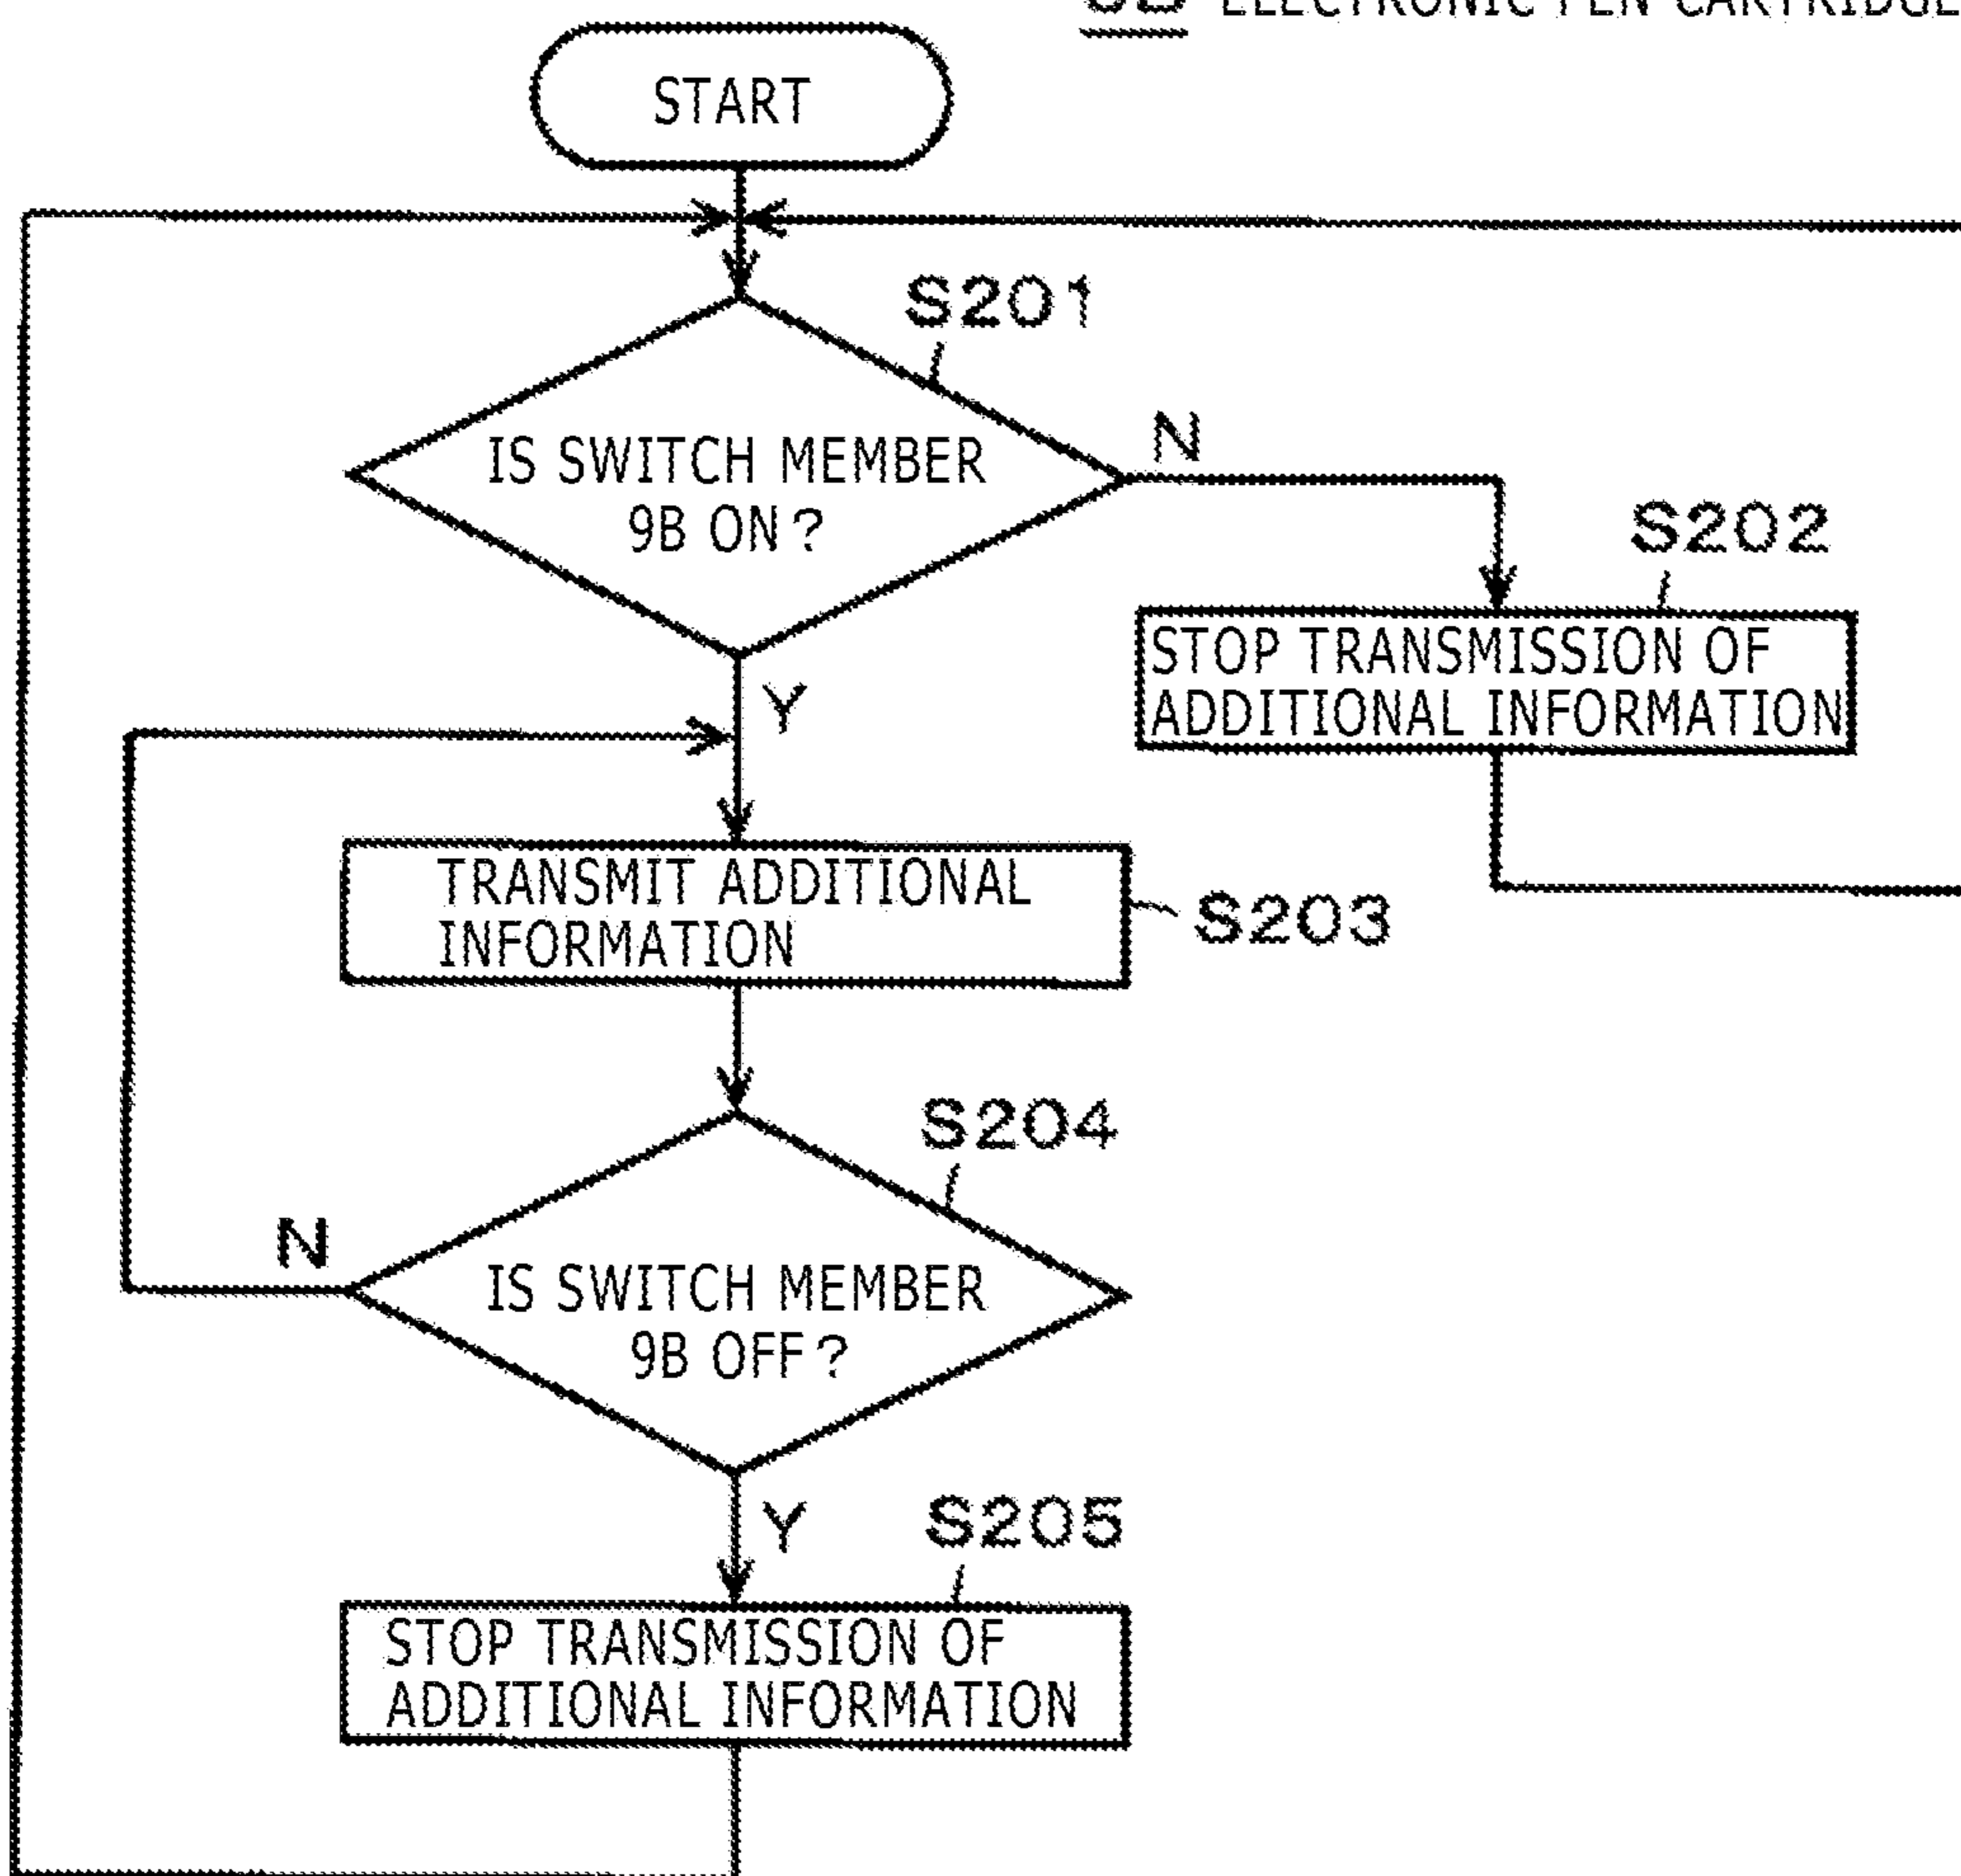 ELECTRONIC PEN CARTRIDGE
START
S201
IS SWITCH MEMBER
9B ON?
N
S202
STOP TRANSMISSION OF
ADDITIONAL INFORMATION
Y
TRANSMIT ADDITIONAL
INFORMATION
S203
S204
N
IS SWITCH MEMBER
9B OFF?
Y
S205
STOP TRANSMISSION OF
ADDITIONAL INFORMATION